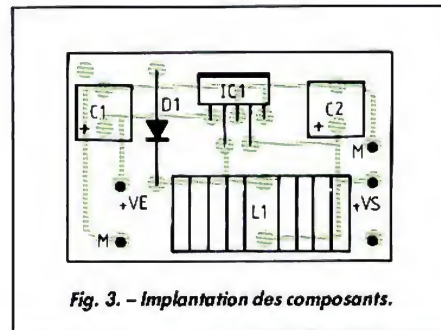 C1
+
D1
IC1
C2
+
M
+VE
L1
+VS
M
Fig. 3. – Implantation des composants.